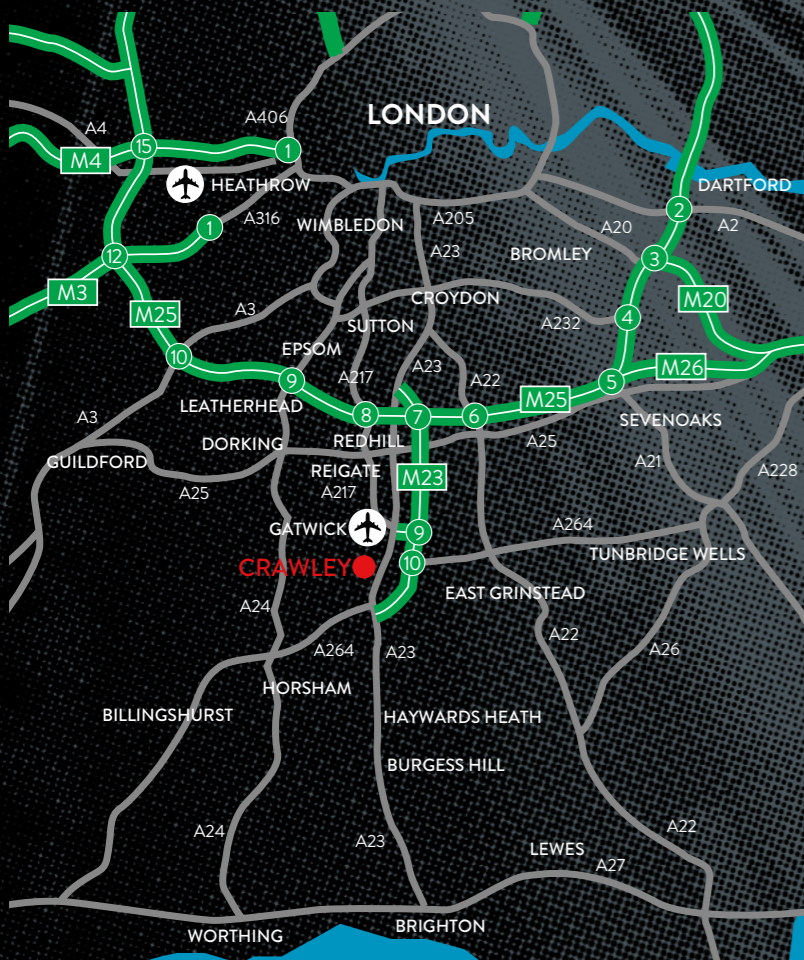 A406
LONDON
A4
15
1
M4
HEATHROW
DARTFORD
2
A316
WIMBLEDON
A205
A20
A2
1
A23
BROMLEY
12
3
M3
M20
CROYDON
M25
A3
SUTTON
A232
4
EPSOM
10
A23
M26
9
A217
A22
5
LEATHERHEAD
M25
8
7
6
A3
SEVENOAKS
DORKING
REDHILL
A25
GUILDFORD
A21
REIGATE
M23
A228
A25
A217
GATWICK
9
A264
TUNBRIDGE WELLS
CRAWLEY
10
EAST GRINSTEAD
A24
A22
A264
A23
A26
HORSHAM
BILLINGSHURST
HAYWARDS HEATH
BURGESS HILL
A24
A23
A22
LEWES
A27
BRIGHTON
WORTHING